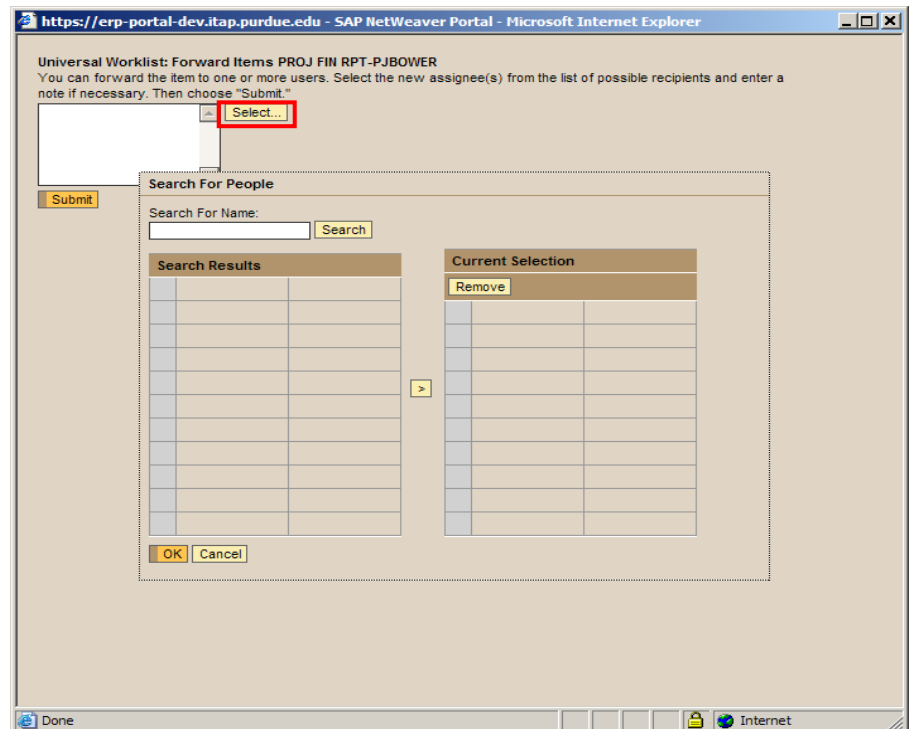 https://erp-portal-dev.itap.purdue.edu - SAP NetWeaver Portal - Microsoft Internet Explorer
Universal Worklist: Forward Items PROJ FIN RPT-PJBOWER
You can forward the item to one or more users. Select the new assignee(s) from the list of possible recipients and enter a
note if necessary. Then choose "Submit."
Select...
Submit
Search For People
Search For Name:
Search
Search Results
Current Selection
Remove
>
OK Cancel
Done Internet